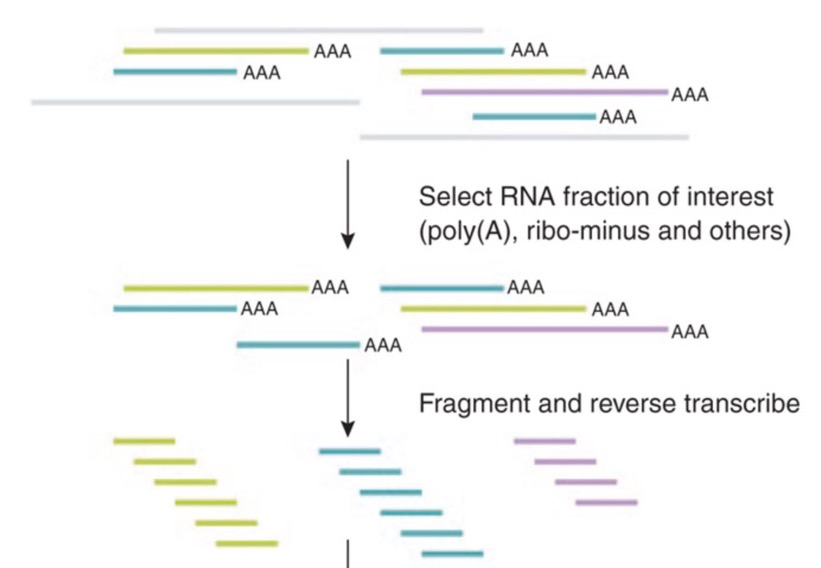 AAA
AAA
AAA
AAA
AAA
AAA
Select RNA fraction of interest
(poly(A), ribo-minus and others)
AAA
AAA
AAA
AAA
AAA
AAA
Fragment and reverse transcribe